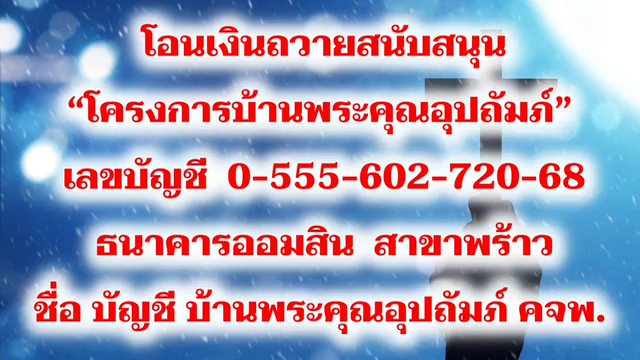 โอนเงินถวายสนับสนุน
“โครงการบ้านพระคุณอุปถัมภ์”
เลขบัญชี 0-555-602-720-68
ธนาคารออมสิน สาขาพร้าว
ชื่อ บัญชี บ้านพระคุณอุปถัมภ์ คจพ.